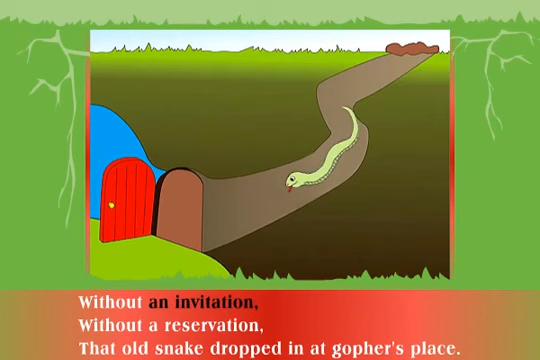 Without an invitation,
Without a reservation,
That old snake dropped in at gopher's place.